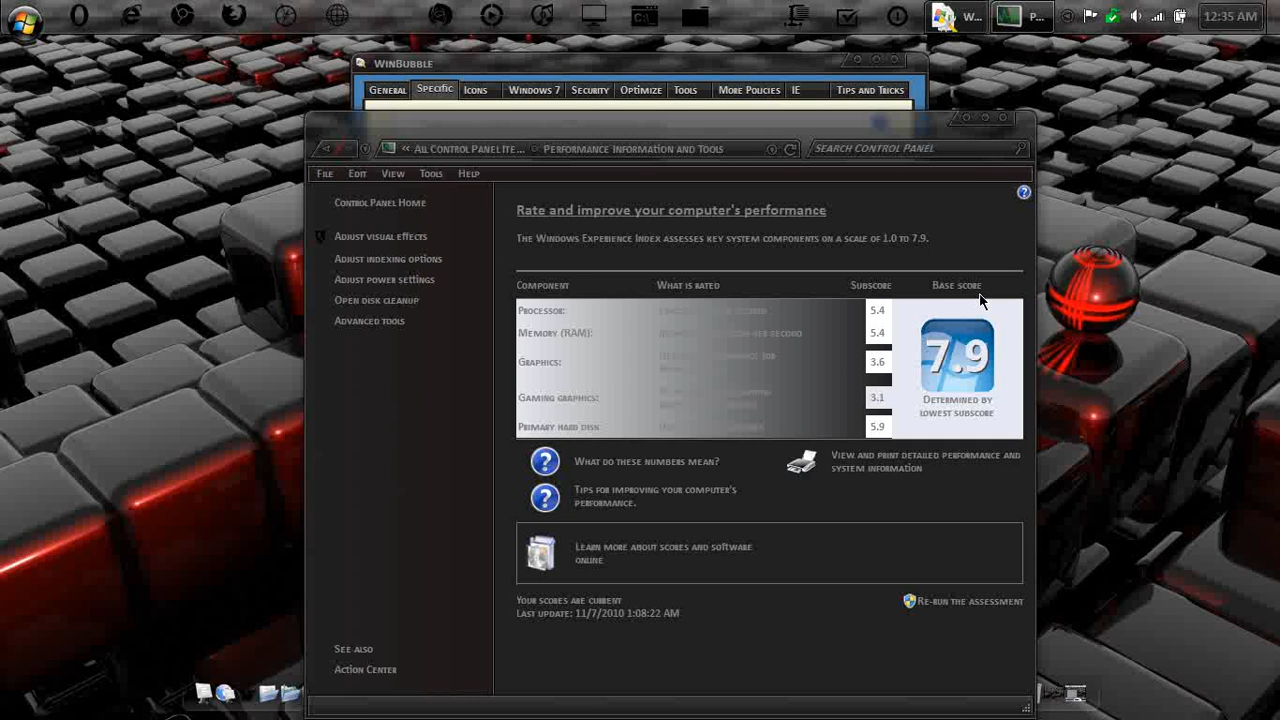 W...
P...
12:35 AM
WinBubble
General Specific Icons Windows 7 Security Optimize Tools More Policies IE Tips and Tricks
« All Control Panel Ite... Performance Information and Tools
Search Control Panel
File Edit View Tools Help
Control Panel Home
Adjust visual effects
Adjust indexing options
Adjust power settings
Open disk cleanup
Advanced tools
See also
Action Center
Rate and improve your computer's performance
The Windows Experience Index assesses key system components on a scale of 1.0 to 7.9.
Component What is rated Subscore Base score
Processor: 5.4
Memory (RAM): 5.4
Graphics: 3.6
Gaming graphics: 3.1
Primary hard disk: 5.9
7.9
Determined by
lowest subscore
What do these numbers mean?
Tips for improving your computer's
performance.
View and print detailed performance and
system information
Learn more about scores and software
online
Your scores are current
Last update: 11/7/2010 1:08:22 AM
Re-run the assessment